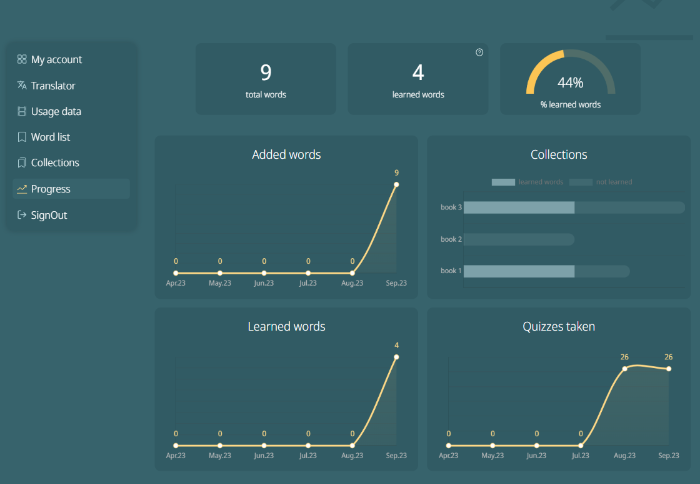 My account
Translator
Usage data
Word list
Collections
Progress
SignOut
9
total words
4
learned words
44%
% learned words
Added words
9
0 0 0 0 0
Apr.23 May.23 Jun.23 Jul.23 Aug.23 Sep.23
Collections
learned words not learned
book 3
book 2
book 1
Learned words
4
0 0 0 0 0
Apr.23 May.23 Jun.23 Jul.23 Aug.23 Sep.23
Quizzes taken
26 26
0 0 0 0
Apr.23 May.23 Jun.23 Jul.23 Aug.23 Sep.23